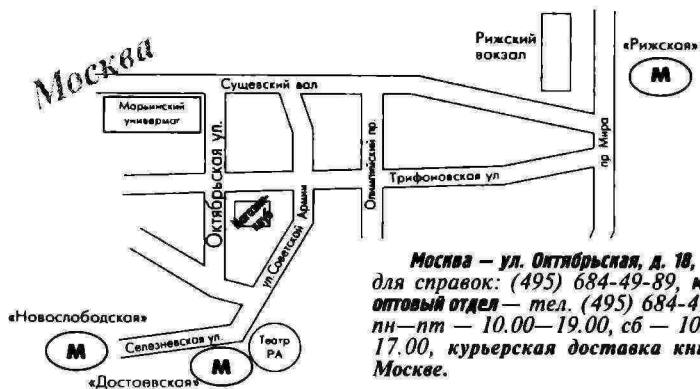 Москва
«Рижская»
М
Рижский
вокзал
Сущевский вал
Марьинский
универмаг
Октябрьская ул.
Олимпийский пр.
пр Мира
Трифоновская ул
ул.Советской Армии
Магазин-
клуб
«Новослободская»
М
Селезневская ул.
Театр
РА
М
«Достоевская»
Москва — ул. Октябрьская, д. 18,
для справок: (495) 684-49-89,
оптовый отдел — тел. (495) 684-4
пн—пт — 10.00—19.00, сб — 10
17.00, курьерская доставка кни
Москве.